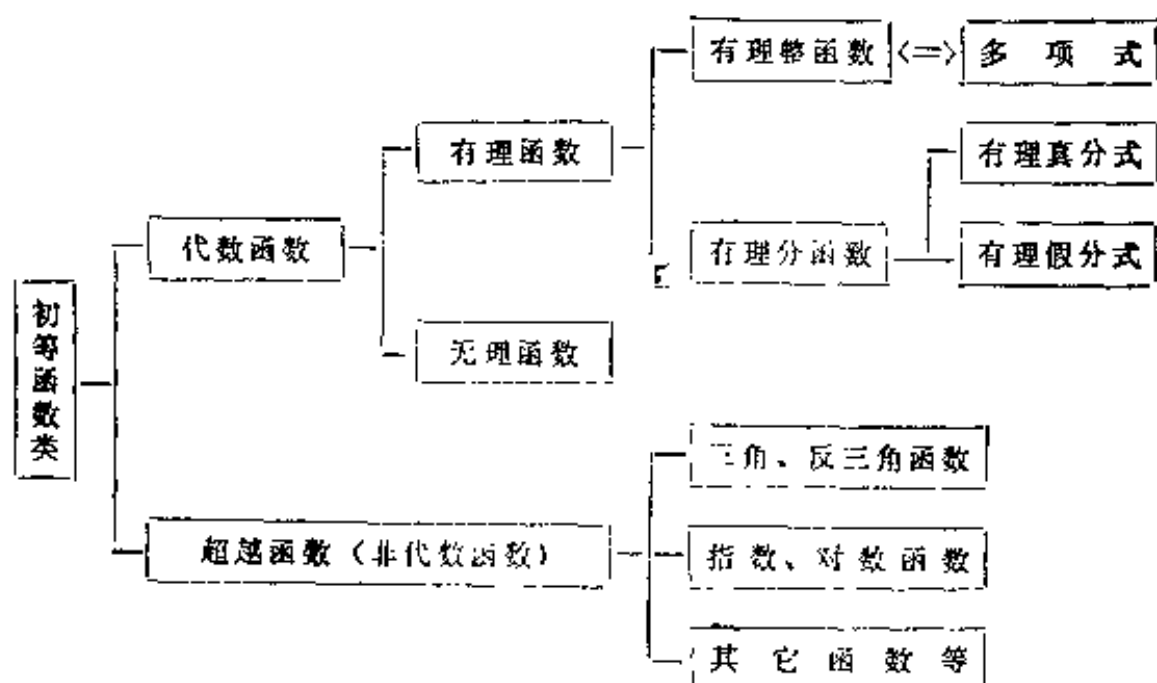 有理整函数 <=> 多项式
有理函数
有理真分式
代数函数
有理分函数
有理假分式
初等函数类
无理函数
三角、反三角函数
超越函数(非代数函数)
指数、对数函数
其它函数等